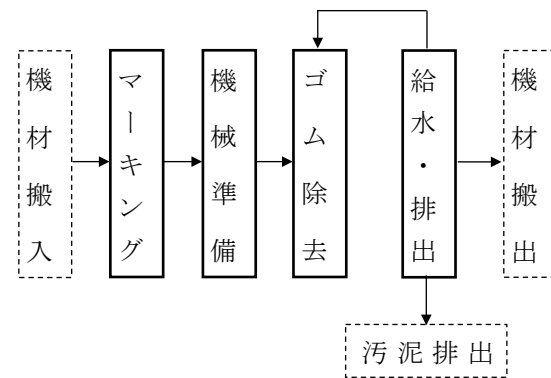 機材搬入
マーキング
機械準備
ゴム除去
給水・排出
機材搬出
汚泥排出